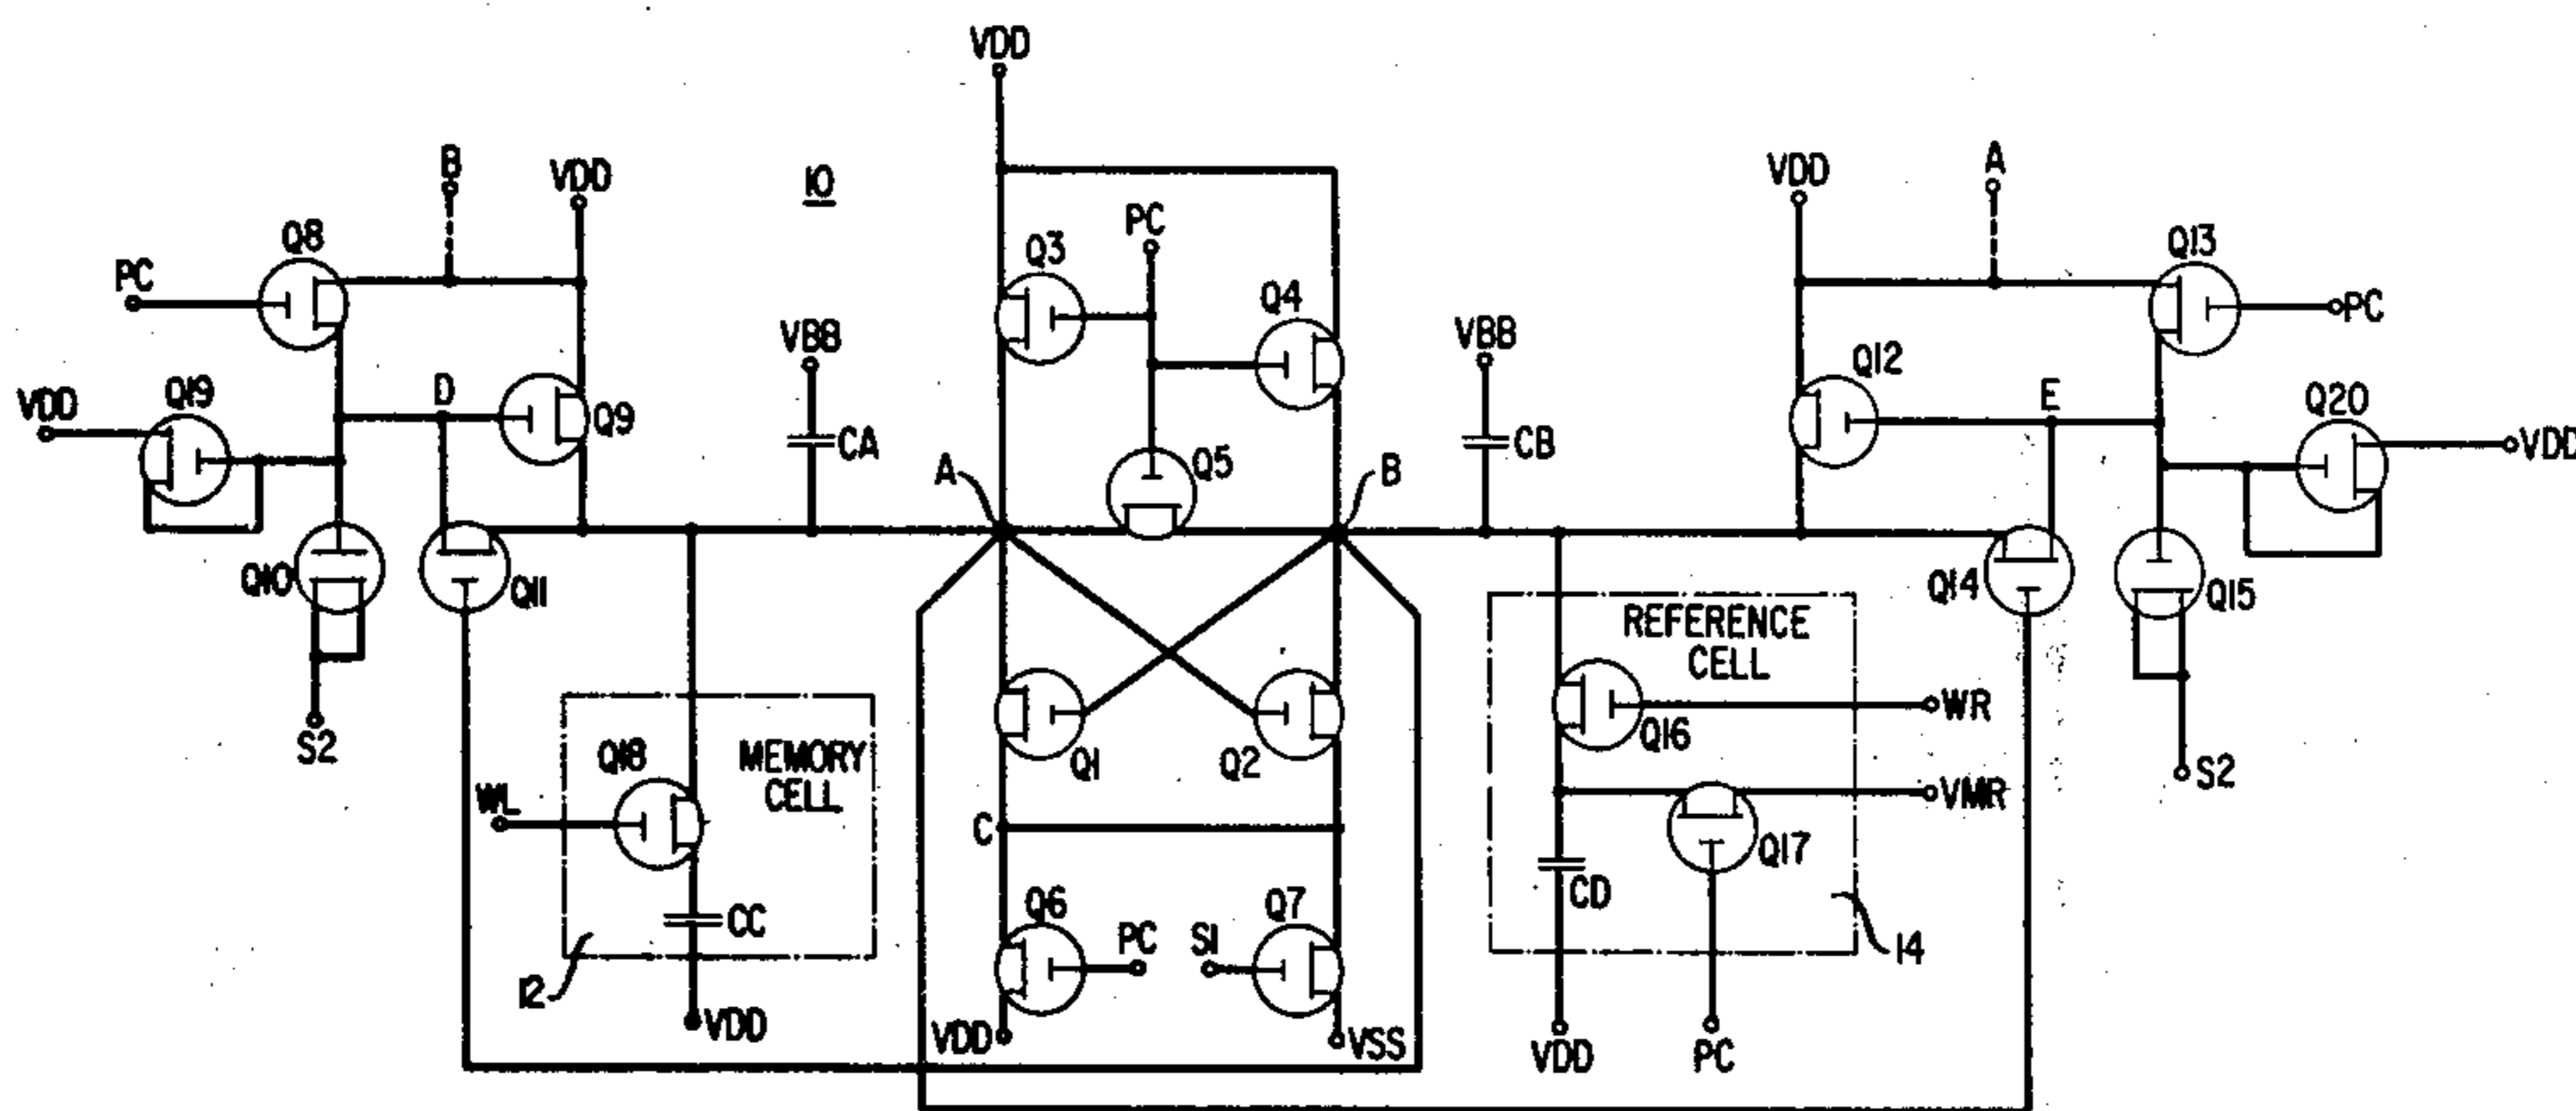 VDD
B
VDD
10
PC
VDD
A
Q8
Q3
Q13
PC
Q4
PC
VBB
VBB
Q19
D
Q12
E
VDD
Q9
CA
Q5
CB
Q20
VDD
A
B
Q10
Q11
Q14
Q15
REFERENCE
CELL
S2
Q18
MEMORY
CELL
Q1
Q2
Q16
WR
WL
C
VMR
S2
Q17
CC
Q6
PC
S1
Q7
CD
14
12
VDD
VDD
VSS
VDD
PC